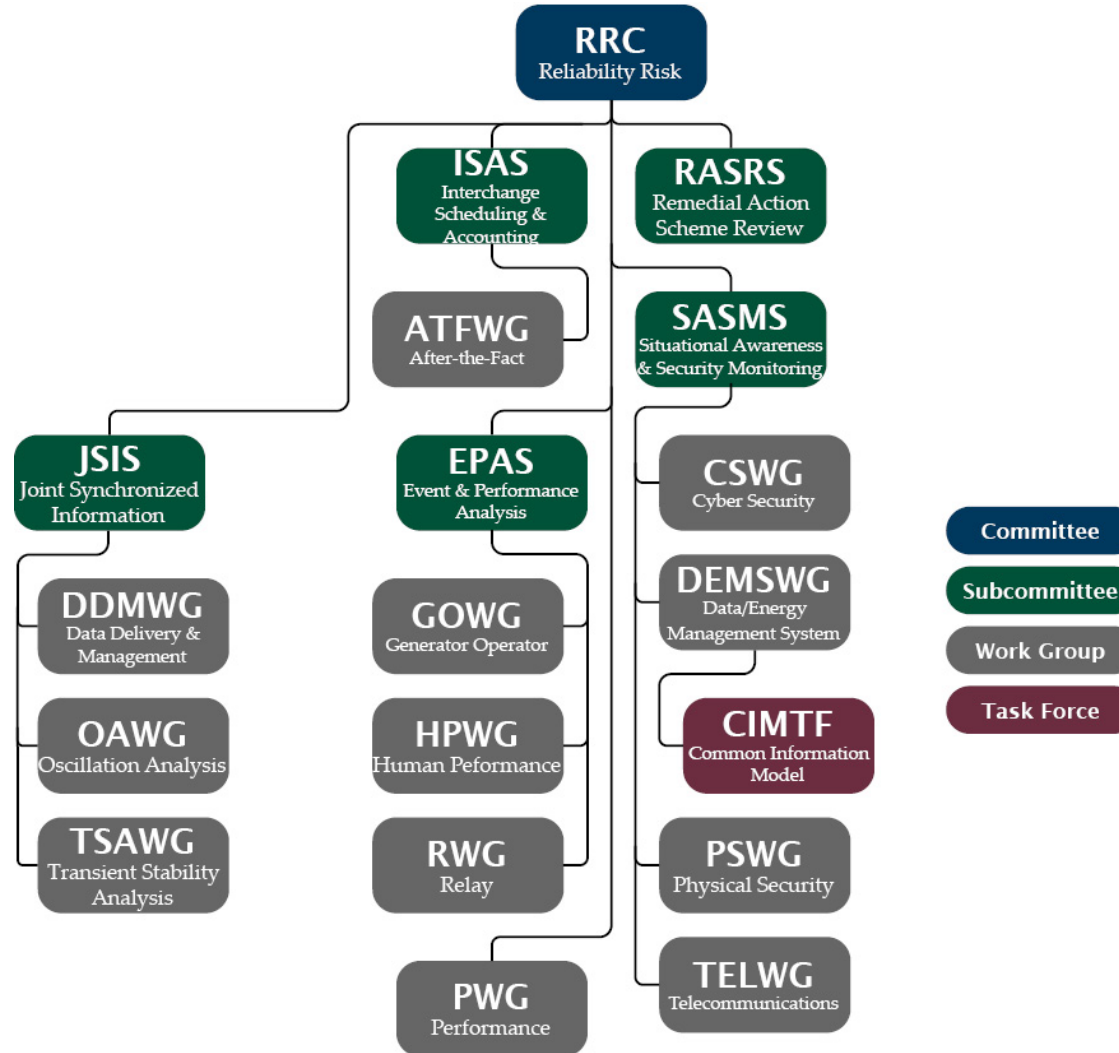 RRC
Reliability Risk
ISAS
Interchange
Scheduling &
Accounting
RASRS
Remedial Action
Scheme Review
ATFWG
After-the-Fact
SASMS
Situational Awareness
& Security Monitoring
JSIS
Joint Synchronized
Information
EPAS
Event & Performance
Analysis
CSWG
Cyber Security
DDMWG
Data Delivery &
Management
GOWG
Generator Operator
DEMSWG
Data/Energy
Management System
OAWG
Oscillation Analysis
HPWG
Human Peformance
CIMTF
Common Information
Model
TSAWG
Transient Stability
Analysis
RWG
Relay
PSWG
Physical Security
PWG
Performance
TELWG
Telecommunications
Committee
Subcommittee
Work Group
Task Force